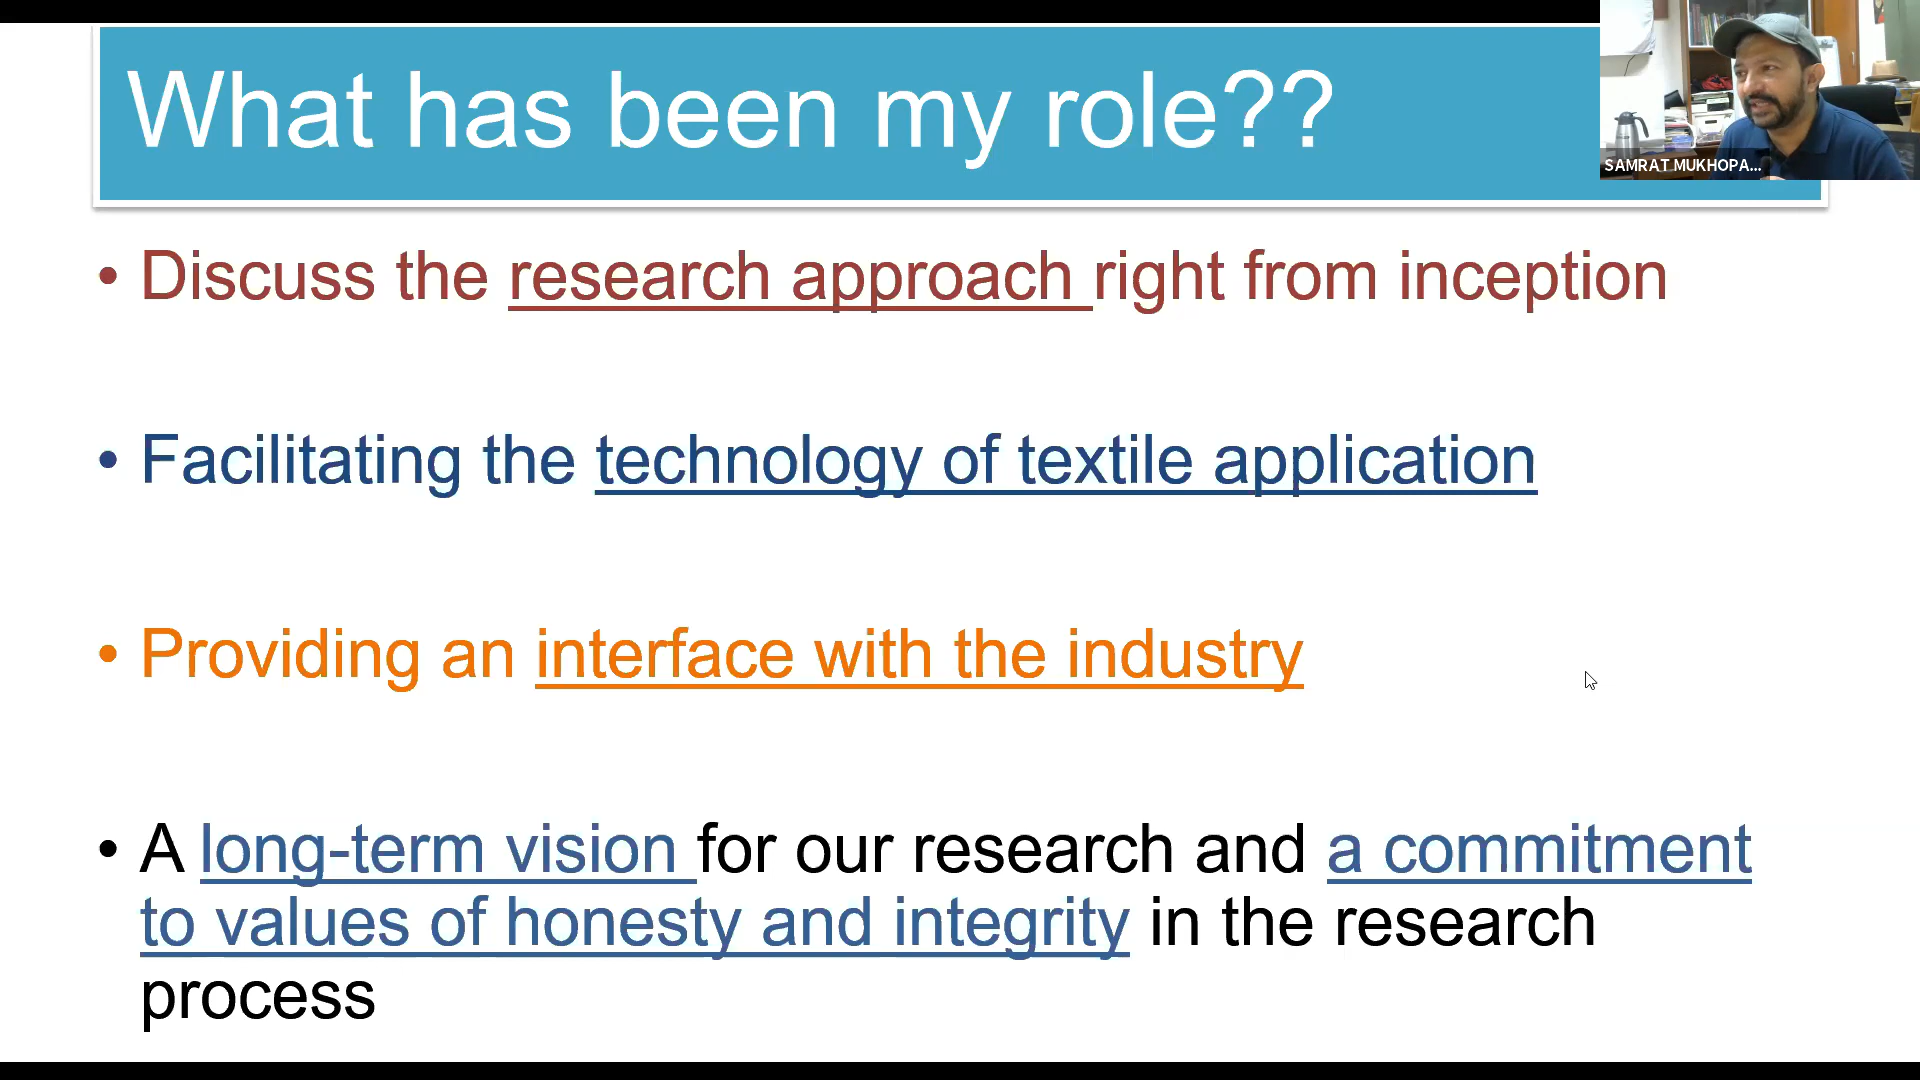 What has been my role??
SAMRAT MUKHOPA...
• Discuss the research approach right from inception
• Facilitating the technology of textile application
• Providing an interface with the industry
• A long-term vision for our research and a commitment
to values of honesty and integrity in the research
process